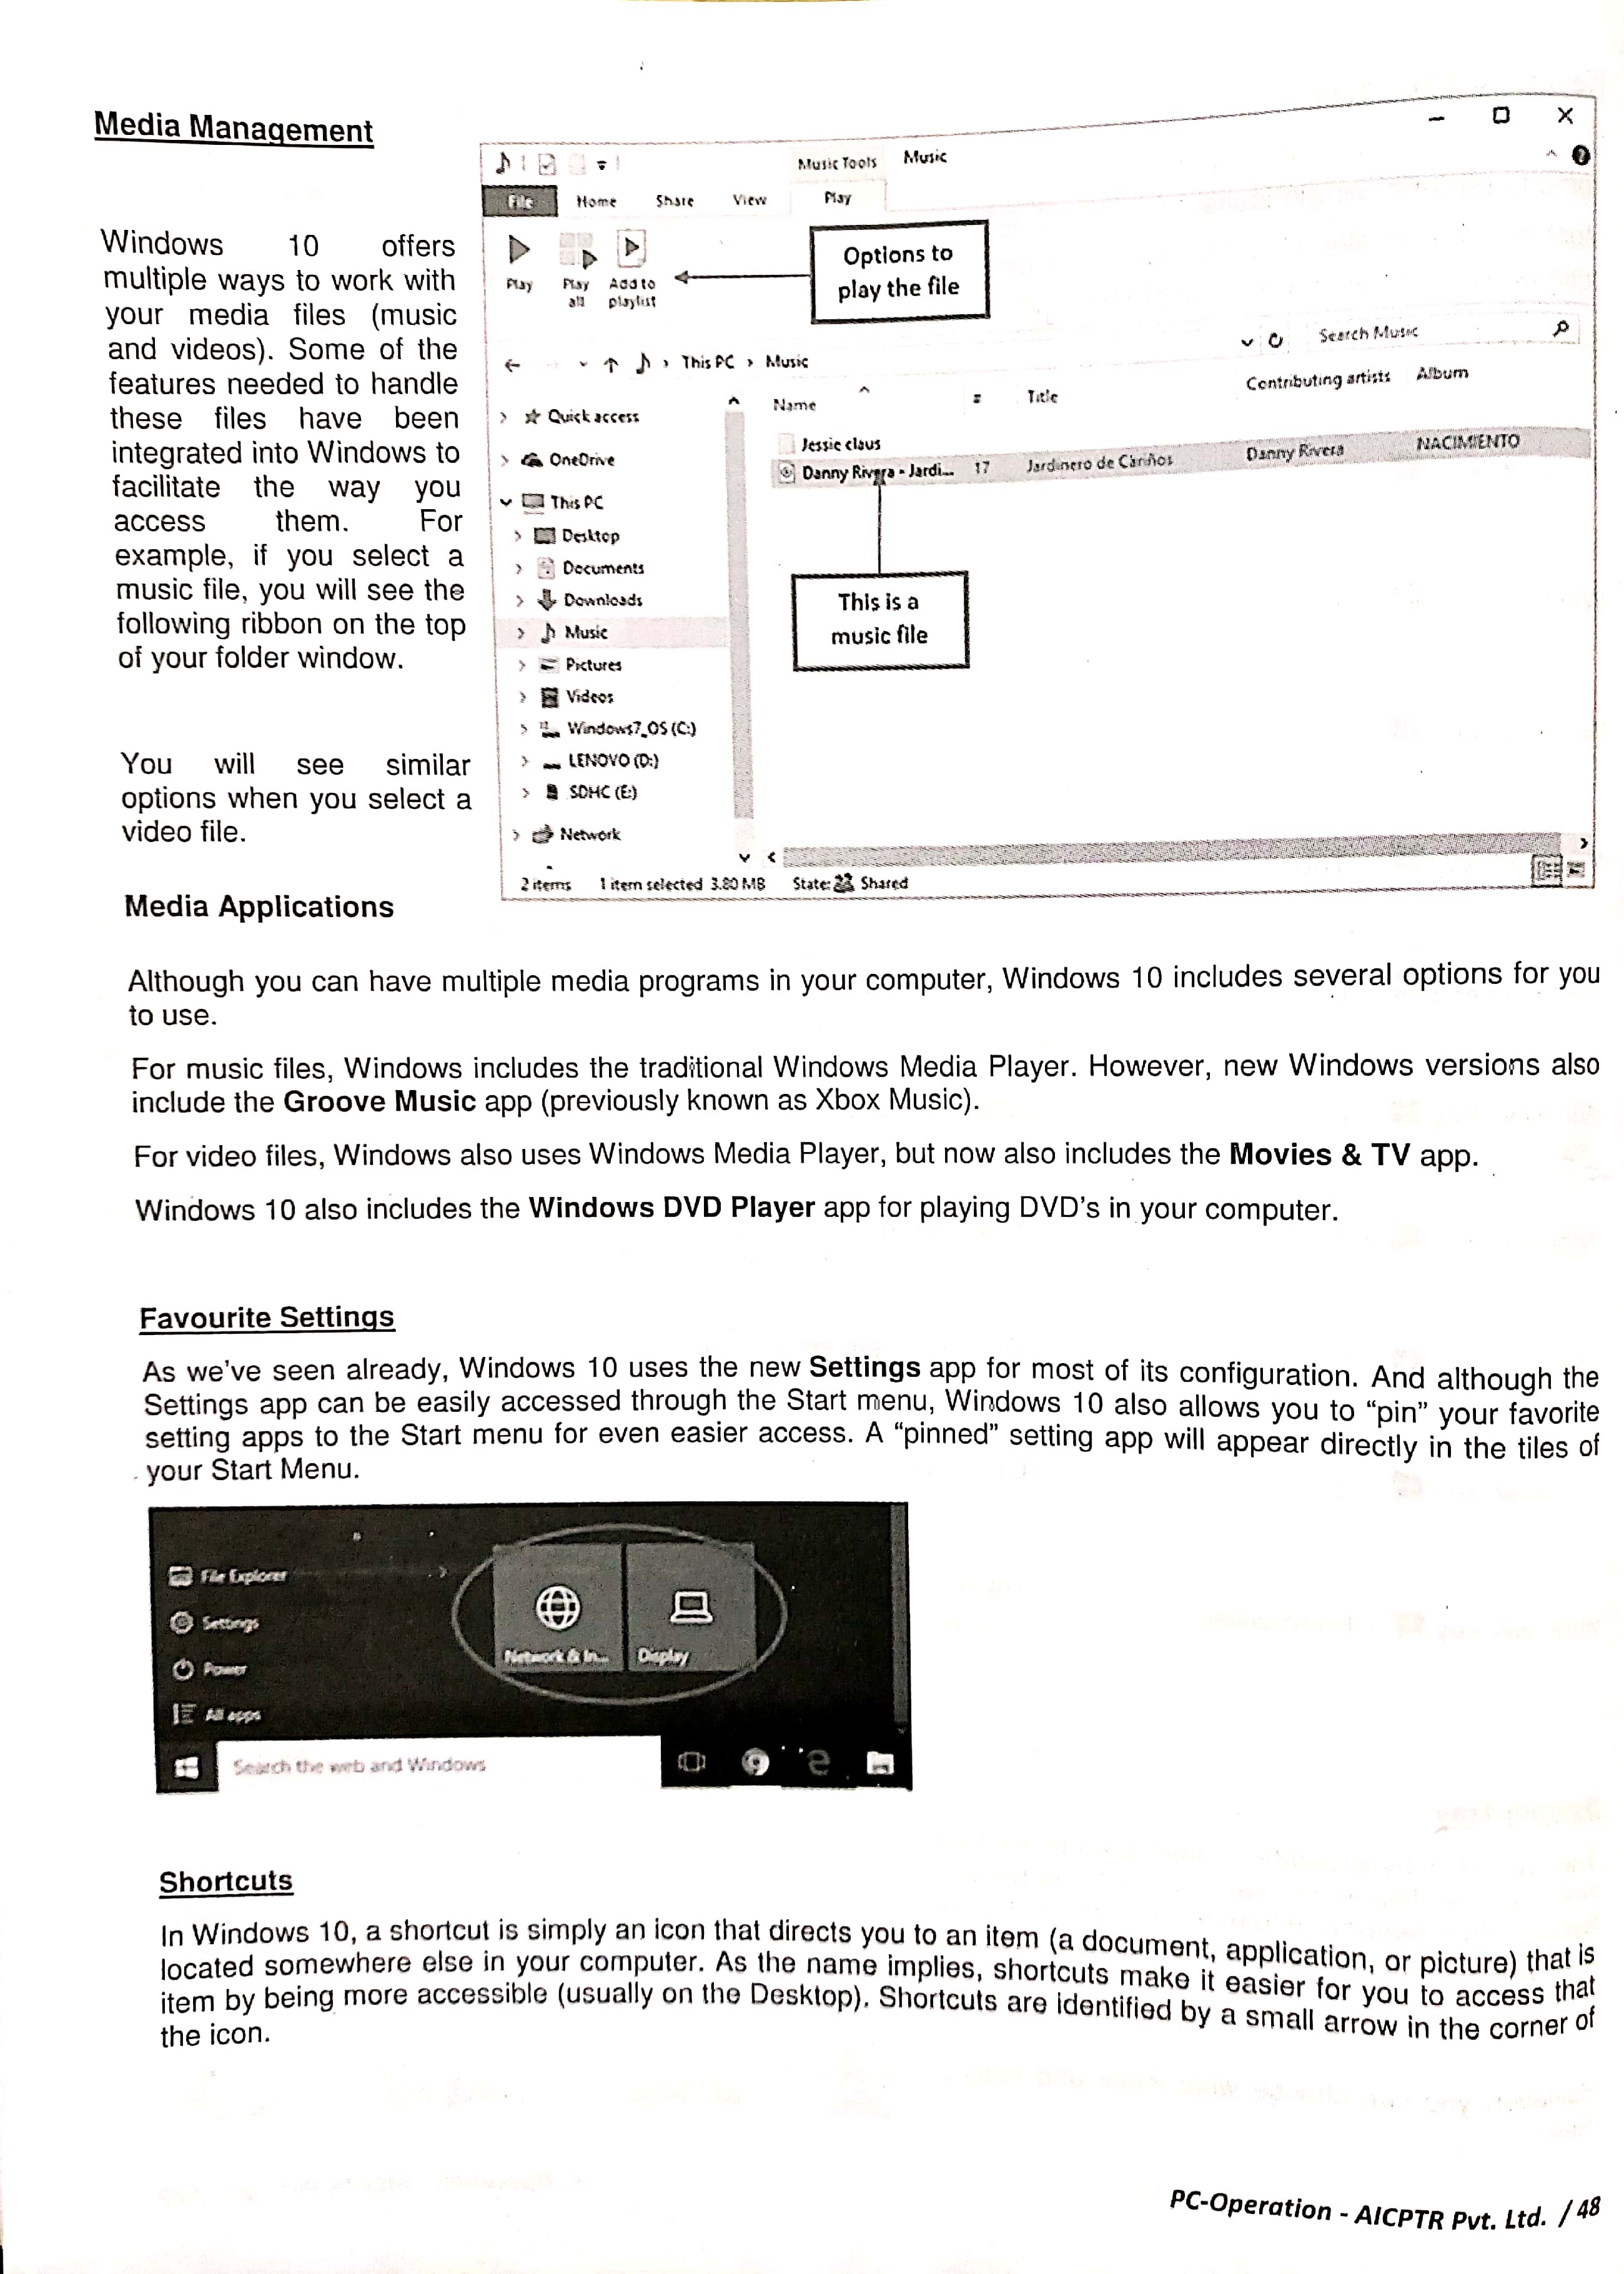 Media Management
Windows 10 offers
multiple ways to work with
your media files (music
and videos). Some of the
features needed to handle
these files have been
integrated into Windows to
facilitate the way you
access them. For
example, if you select a
music file, you will see the
following ribbon on the top
of your folder window.
You will see similar
options when you select a
video file.
Music Tools Music
File Home Share View Play
Play
Play all
Add to playlist
Options to
play the file
This PC > Music
Search Music
Name # Title Contributing artists Album
Jessie claus
Danny Rivera - Jardi... 17 Jardinero de Cariños Danny Rivera NACIMIENTO
This is a
music file
Quick access
OneDrive
This PC
Desktop
Documents
Downloads
Music
Pictures
Videos
Windows7_OS (C:)
LENOVO (D:)
SDHC (E:)
Network
2 items 1 item selected 3.80 MB State: Shared
Media Applications
Although you can have multiple media programs in your computer, Windows 10 includes several options for you
to use.
For music files, Windows includes the traditional Windows Media Player. However, new Windows versions also
include the Groove Music app (previously known as Xbox Music).
For video files, Windows also uses Windows Media Player, but now also includes the Movies & TV app.
Windows 10 also includes the Windows DVD Player app for playing DVD's in your computer.
Favourite Settings
As we've seen already, Windows 10 uses the new Settings app for most of its configuration. And although the
Settings app can be easily accessed through the Start menu, Windows 10 also allows you to "pin" your favorite
setting apps to the Start menu for even easier access. A "pinned" setting app will appear directly in the tiles of
your Start Menu.
File Explorer
Settings
Power
All apps
Network & In...
Display
Search the web and Windows
Shortcuts
In Windows 10, a shortcut is simply an icon that directs you to an item (a document, application, or picture) that is
located somewhere else in your computer. As the name implies, shortcuts make it easier for you to access that
item by being more accessible (usually on the Desktop). Shortcuts are identified by a small arrow in the corner of
the icon.
PC-Operation - AICPTR Pvt. Ltd. / 48